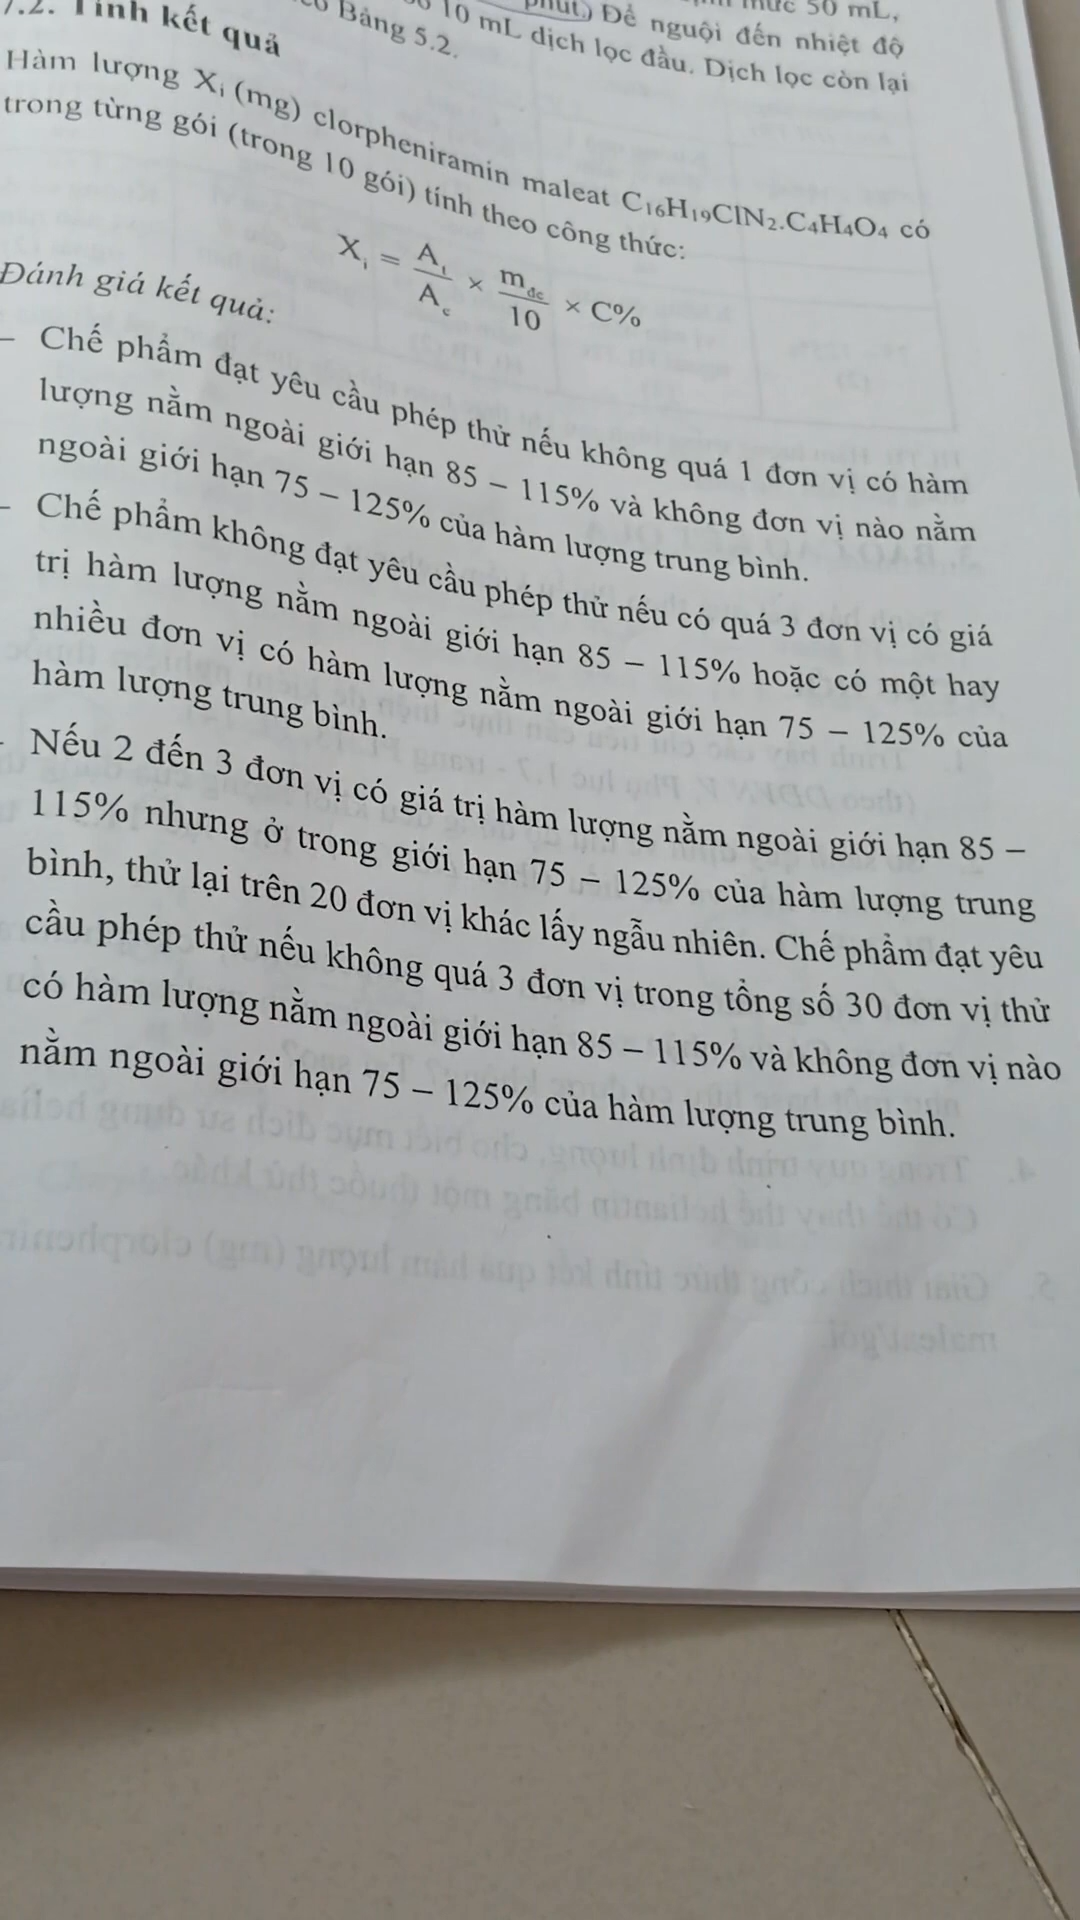 phút) Để nguội đến nhiệt độ
mức 50 mL,
10 mL dịch lọc đầu. Dịch lọc còn lại
Bảng 5.2.
7.2. Tính kết quả
Hàm lượng Xᵢ (mg) clorpheniramin maleat C₁₆H₁₉ClN₂.C₄H₄O₄ có
trong từng gói (trong 10 gói) tính theo công thức:
Xᵢ = Aₜ/A꜀ × m_đc/10 × C%
Đánh giá kết quả:
– Chế phẩm đạt yêu cầu phép thử nếu không quá 1 đơn vị có hàm
lượng nằm ngoài giới hạn 85 – 115% và không đơn vị nào nằm
ngoài giới hạn 75 – 125% của hàm lượng trung bình.
– Chế phẩm không đạt yêu cầu phép thử nếu có quá 3 đơn vị có giá
trị hàm lượng nằm ngoài giới hạn 85 – 115% hoặc có một hay
nhiều đơn vị có hàm lượng nằm ngoài giới hạn 75 – 125% của
hàm lượng trung bình.
- Nếu 2 đến 3 đơn vị có giá trị hàm lượng nằm ngoài giới hạn 85 –
115% nhưng ở trong giới hạn 75 – 125% của hàm lượng trung
bình, thử lại trên 20 đơn vị khác lấy ngẫu nhiên. Chế phẩm đạt yêu
cầu phép thử nếu không quá 3 đơn vị trong tổng số 30 đơn vị thử
có hàm lượng nằm ngoài giới hạn 85 – 115% và không đơn vị nào
nằm ngoài giới hạn 75 – 125% của hàm lượng trung bình.